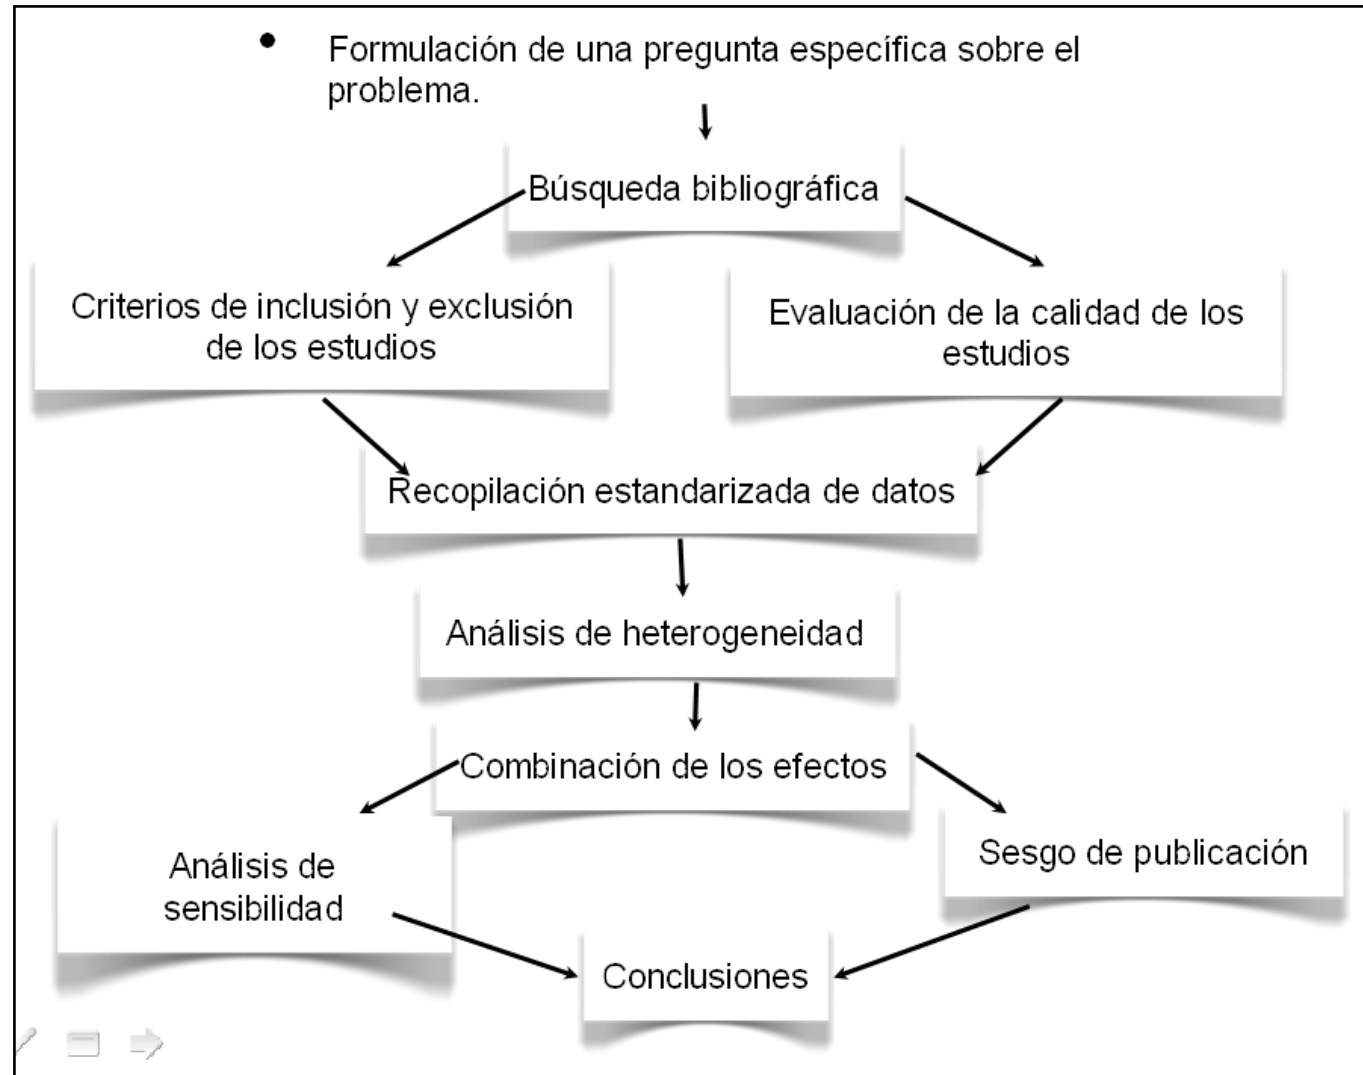 • Formulación de una pregunta específica sobre el
problema.
Búsqueda bibliográfica
Criterios de inclusión y exclusión
de los estudios
Evaluación de la calidad de los
estudios
Recopilación estandarizada de datos
Análisis de heterogeneidad
Combinación de los efectos
Análisis de
sensibilidad
Sesgo de publicación
Conclusiones